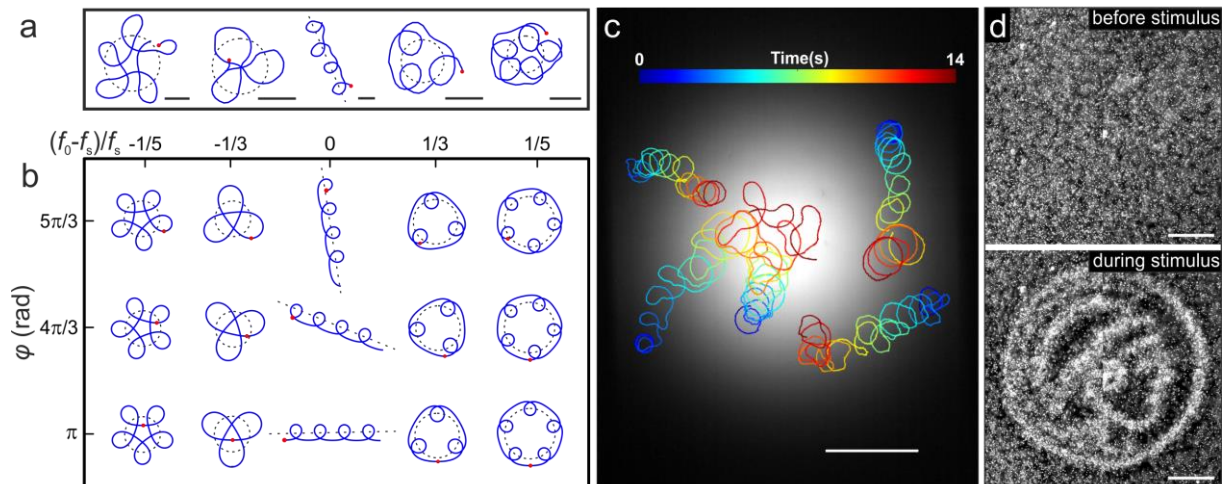 a
(f₀-fₛ)/fₛ -1/5 -1/3 0 1/3 1/5
b
5π/3
4π/3
π
φ (rad)
c
Time(s)
0 14
d
before stimulus
during stimulus